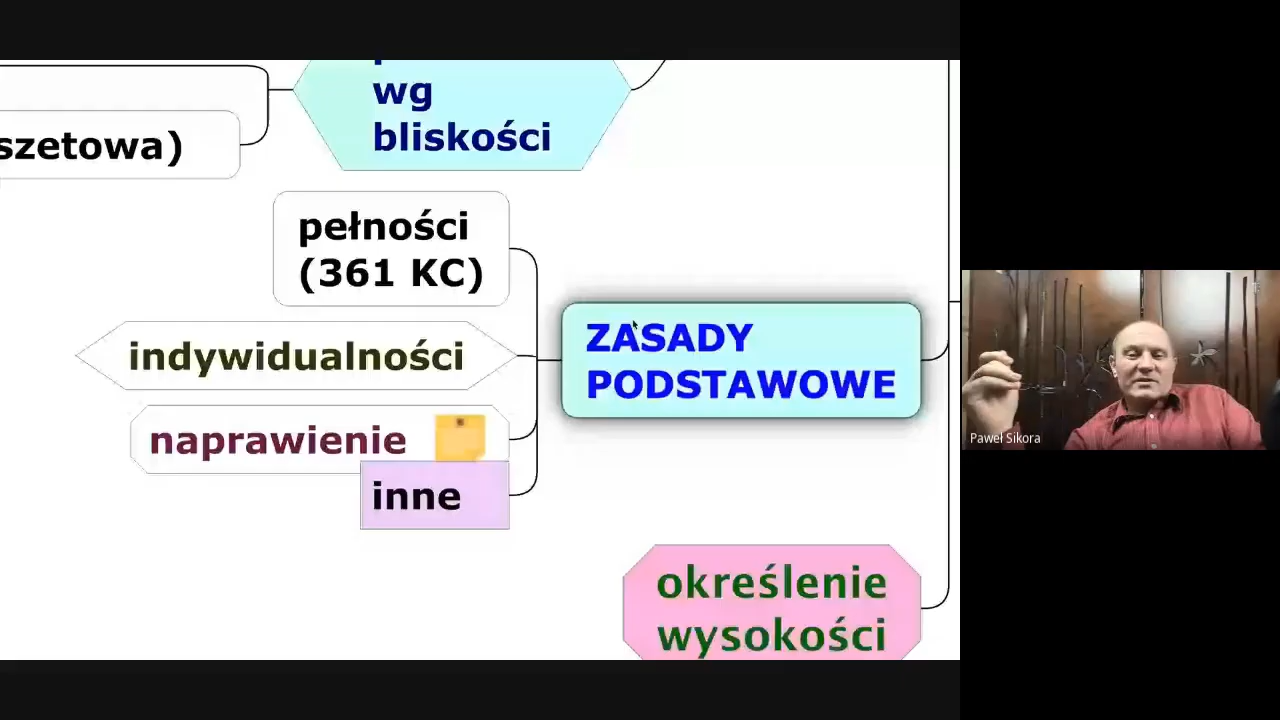 wg
bliskości
szetowa)
pełności
(361 KC)
indywidualności
naprawienie
inne
ZASADY
PODSTAWOWE
określenie
wysokości
Paweł Sikora